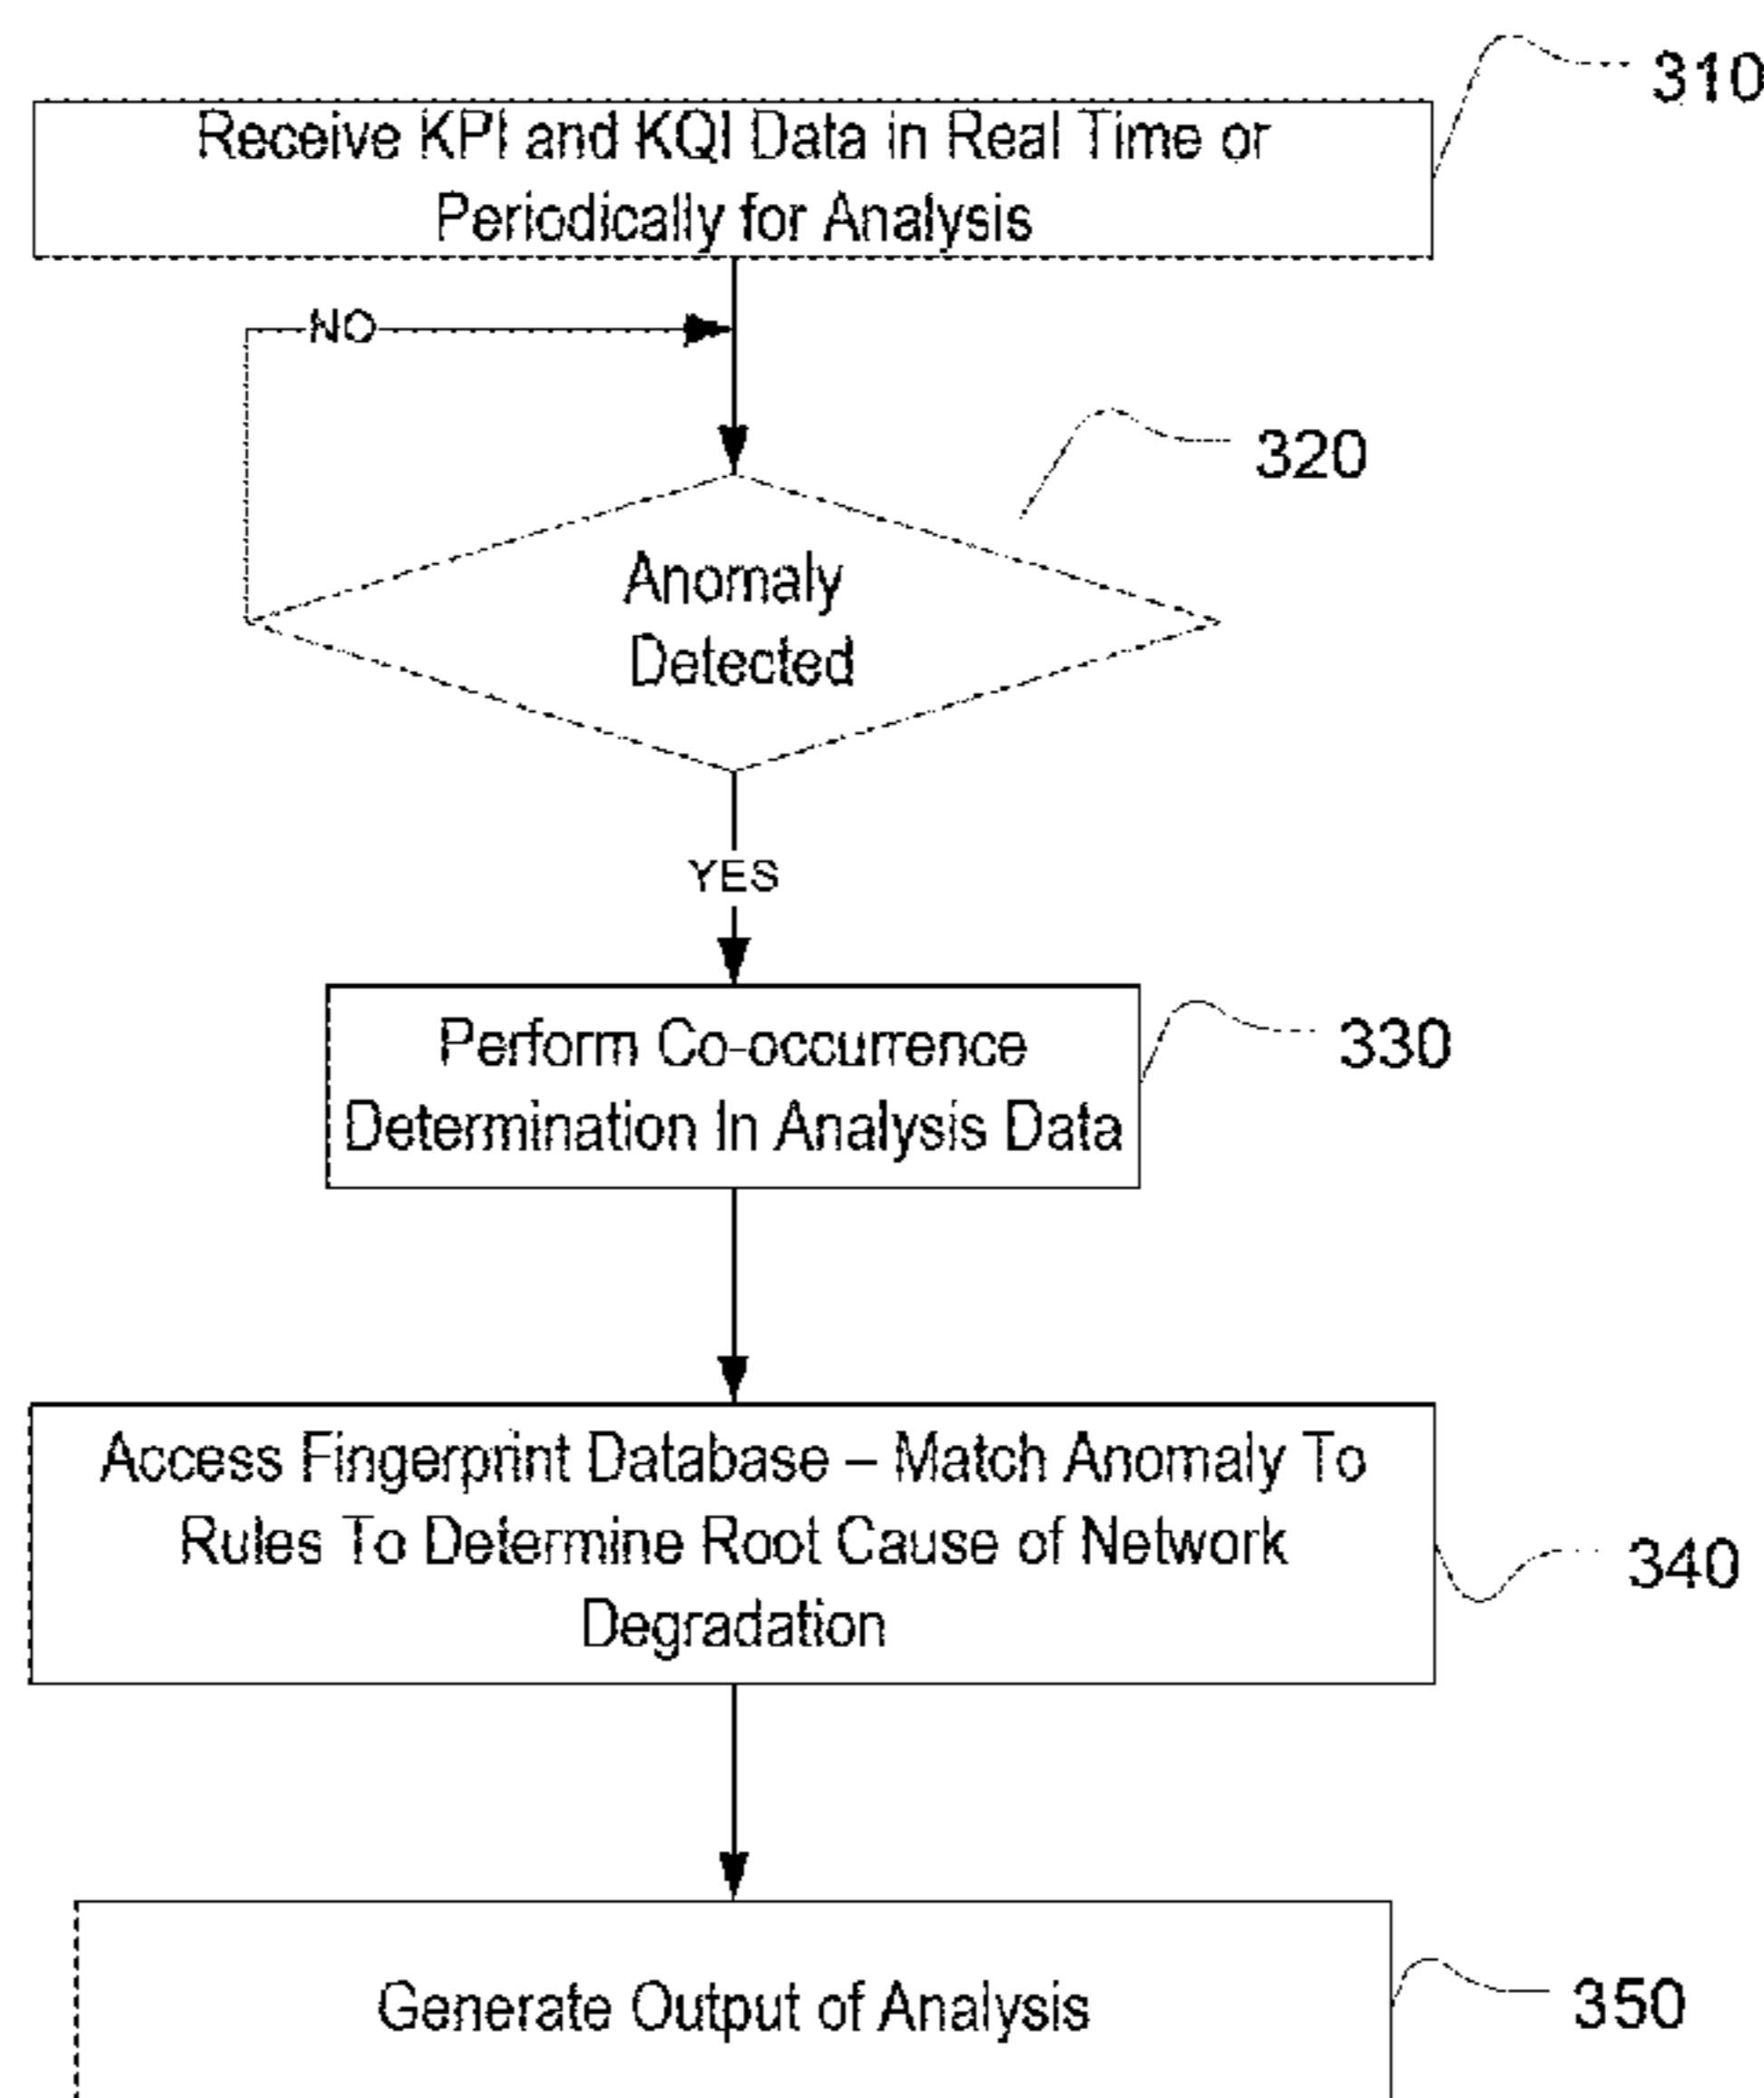 310
Receive KPI and KQI Data in Real Time or
Periodically for Analysis
NO
320
Anomaly
Detected
YES
Perform Co-occurrence
Determination In Analysis Data
330
Access Fingerprint Database – Match Anomaly To
Rules To Determine Root Cause of Network
Degradation
340
Generate Output of Analysis
350